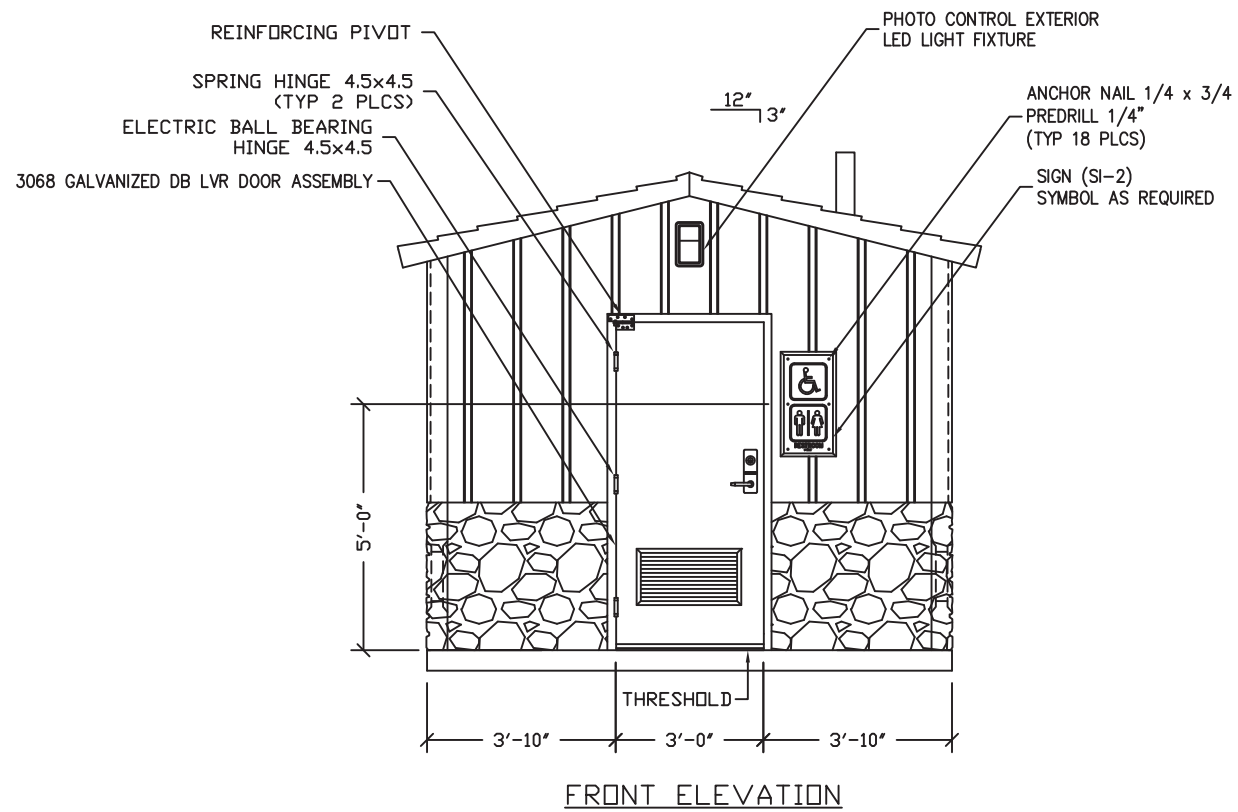 REINFORCING PIVOT
SPRING HINGE 4.5x4.5
(TYP 2 PLCS)
ELECTRIC BALL BEARING
HINGE 4.5x4.5
3068 GALVANIZED DB LVR DOOR ASSEMBLY
PHOTO CONTROL EXTERIOR
LED LIGHT FIXTURE
12"
3"
ANCHOR NAIL 1/4 x 3/4
PREDRILL 1/4"
(TYP 18 PLCS)
SIGN (SI-2)
SYMBOL AS REQUIRED
RESTROOM
5'-0"
THRESHOLD
3'-10"
3'-0"
3'-10"
FRONT ELEVATION